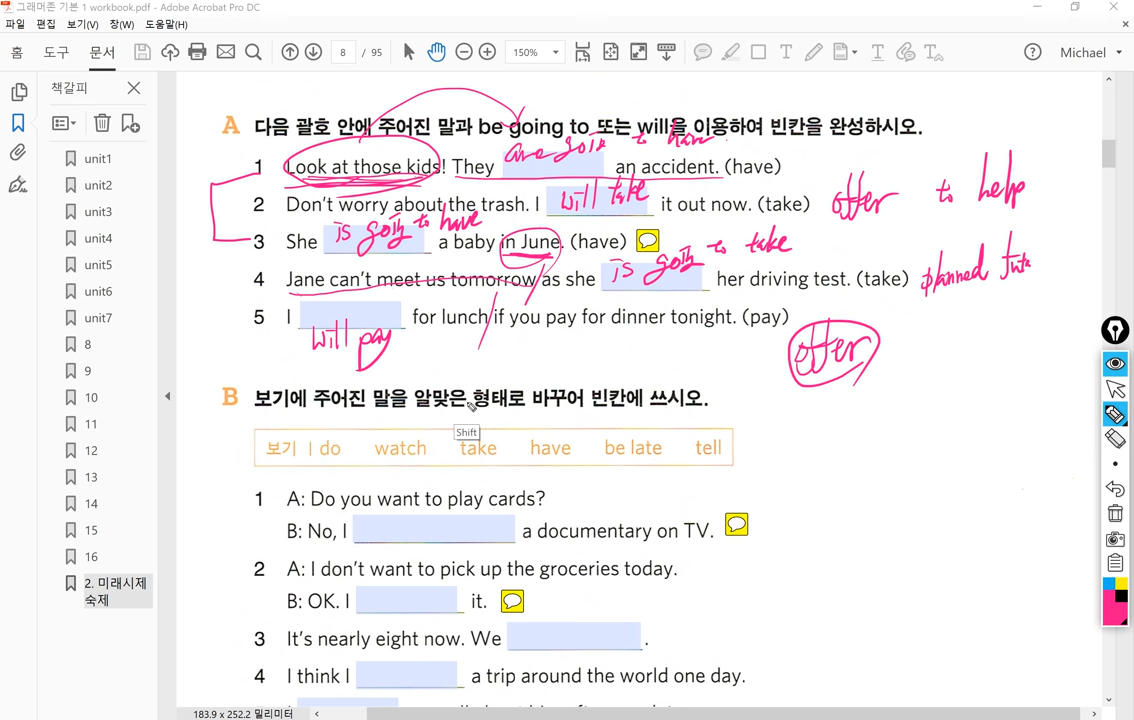 그래머존 기본 1 workbook.pdf - Adobe Acrobat Pro DC
파일 편집 보기(V) 창(W) 도움말(H)
홈 도구 문서 8 / 95 150% Michael
책갈피
unit1
unit2
unit3
unit4
unit5
unit6
unit7
8
9
10
11
12
13
14
15
16
2. 미래시제
숙제
A 다음 괄호 안에 주어진 말과 be going to 또는 will을 이용하여 빈칸을 완성하시오.
are going to have
1 Look at those kids! They an accident. (have)
2 Don't worry about the trash. I will take it out now. (take) offer to help
3 She is going to have a baby in June. (have)
4 Jane can't meet us tomorrow as she is going to take her driving test. (take) planned
5 I for lunch if you pay for dinner tonight. (pay)
will pay offer
B 보기에 주어진 말을 알맞은 형태로 바꾸어 빈칸에 쓰시오.
Shift
보기 I do watch take have be late tell
1 A: Do you want to play cards?
B: No, I a documentary on TV.
2 A: I don't want to pick up the groceries today.
B: OK. I it.
3 It's nearly eight now. We .
4 I think I a trip around the world one day.
183.9 x 252.2 밀리미터